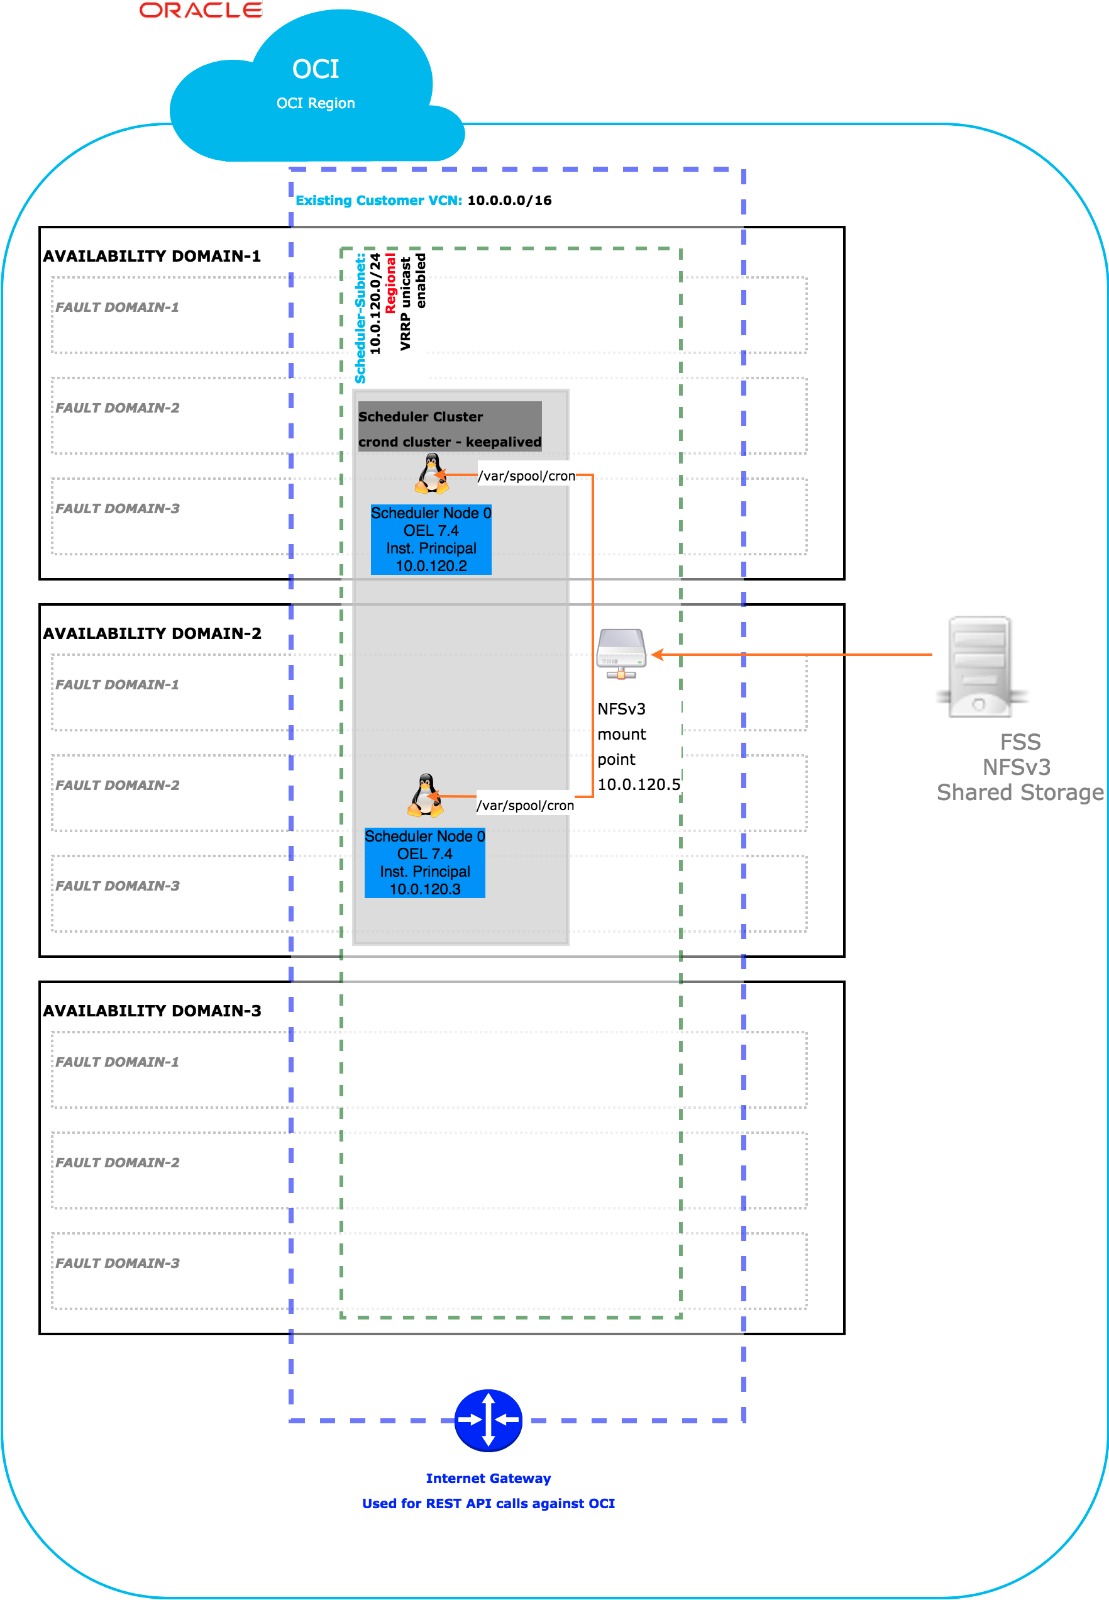 ORACLE
OCI
OCI Region
Existing Customer VCN: 10.0.0.0/16
AVAILABILITY DOMAIN-1
FAULT DOMAIN-1
FAULT DOMAIN-2
FAULT DOMAIN-3
Scheduler-Subnet:
10.0.120.0/24
Regional
VRRP unicast
enabled
Scheduler Cluster
crond cluster - keepalived
/var/spool/cron
Scheduler Node 0
OEL 7.4
Inst. Principal
10.0.120.2
AVAILABILITY DOMAIN-2
FAULT DOMAIN-1
FAULT DOMAIN-2
FAULT DOMAIN-3
NFSv3
mount
point
10.0.120.5
/var/spool/cron
Scheduler Node 0
OEL 7.4
Inst. Principal
10.0.120.3
FSS
NFSv3
Shared Storage
AVAILABILITY DOMAIN-3
FAULT DOMAIN-1
FAULT DOMAIN-2
FAULT DOMAIN-3
Internet Gateway
Used for REST API calls against OCI